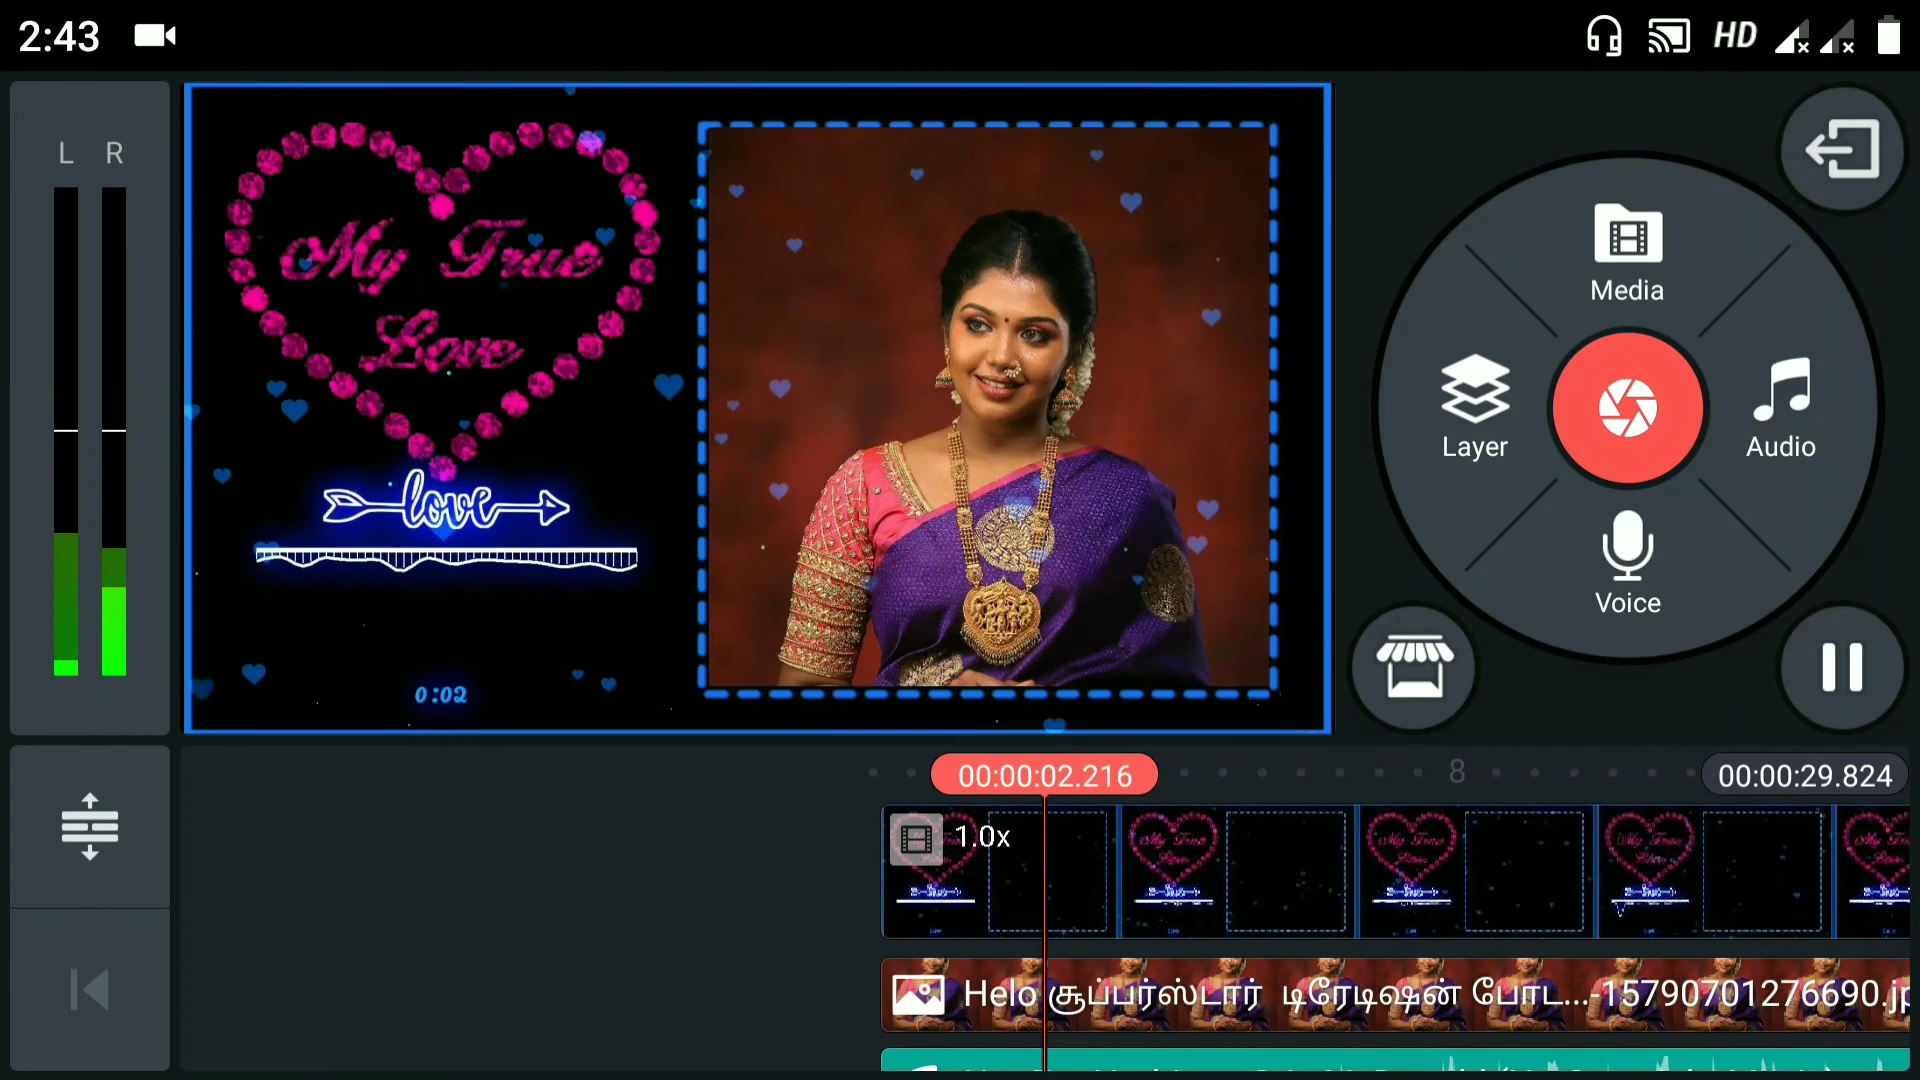 2:43
HD
L R
My True
Love
love
0:02
Media
Layer
Audio
Voice
00:00:02.216
8
00:00:29.824
1.0x
Helo சூப்பர்ஸ்டார் டிரேடிஷன் போட...-15790701276690.jp